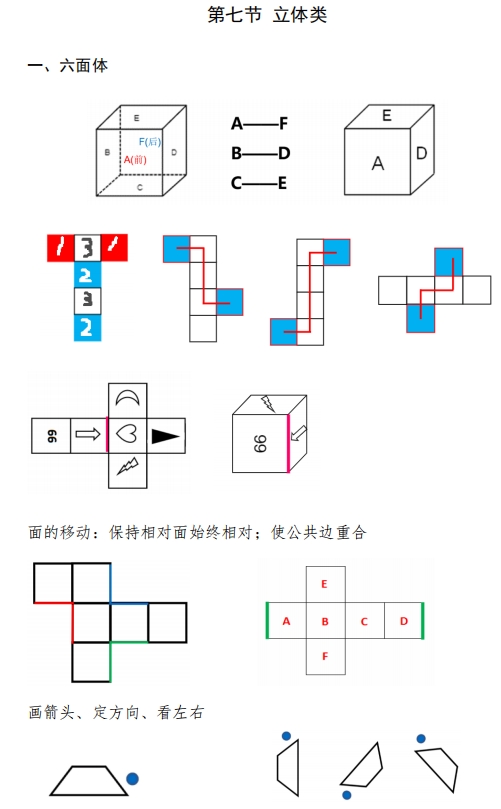 第七节 立体类
一、六面体
E
F(后)
B
A(前)
D
C
A——F
B——D
C——E
E
A
D
1 3 1
2
3
2
99
99
面的移动：保持相对面始终相对；使公共边重合
E
A B C D
F
画箭头、定方向、看左右